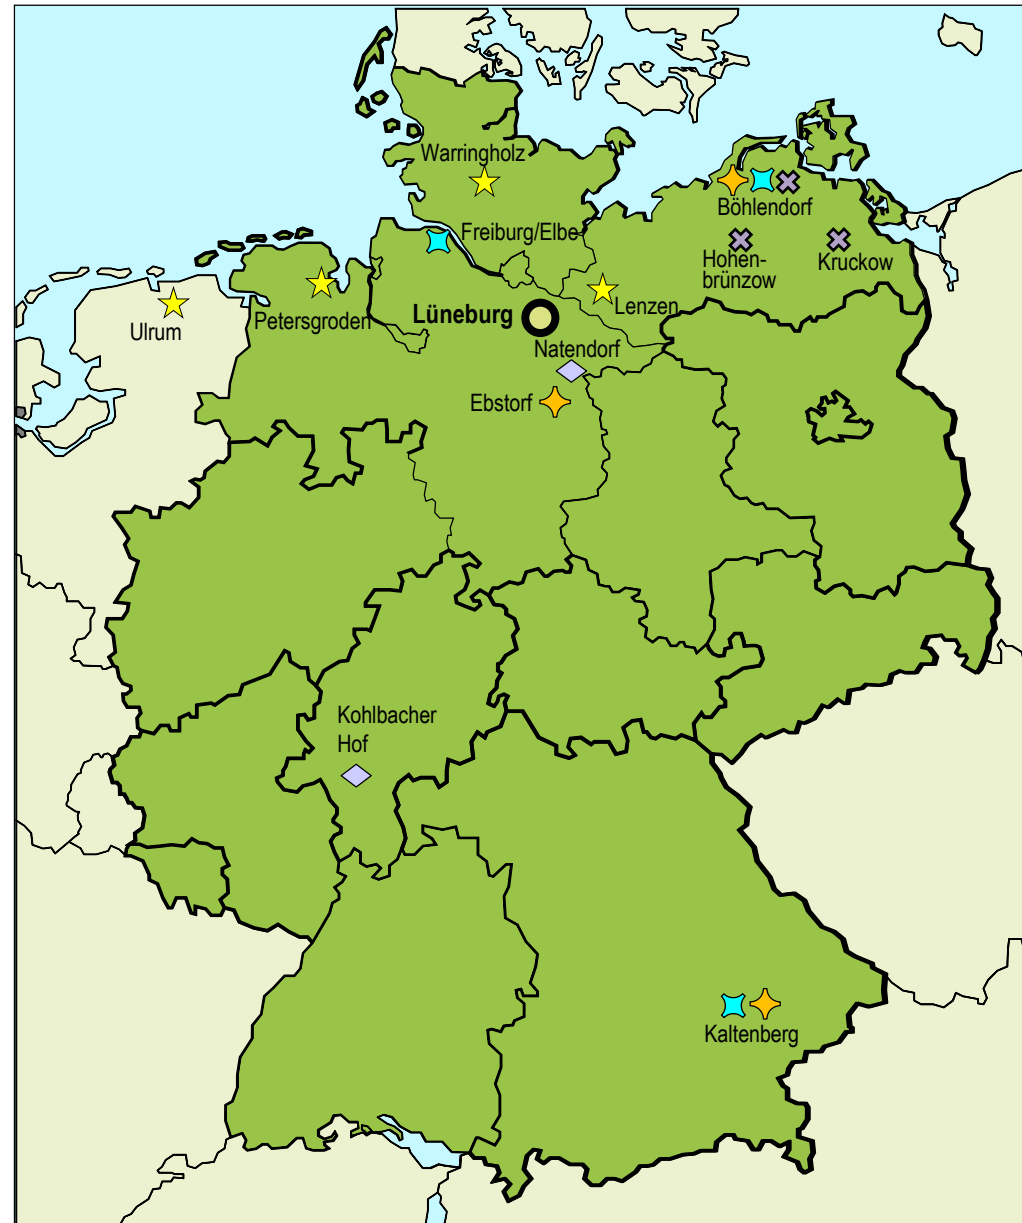 Warringholz
Böhlendorf
Freiburg/Elbe
Hohen-
brünzow
Kruckow
Ulrum
Petersgroden
Lüneburg
Lenzen
Natendorf
Ebstorf
Kohlbacher
Hof
Kaltenberg